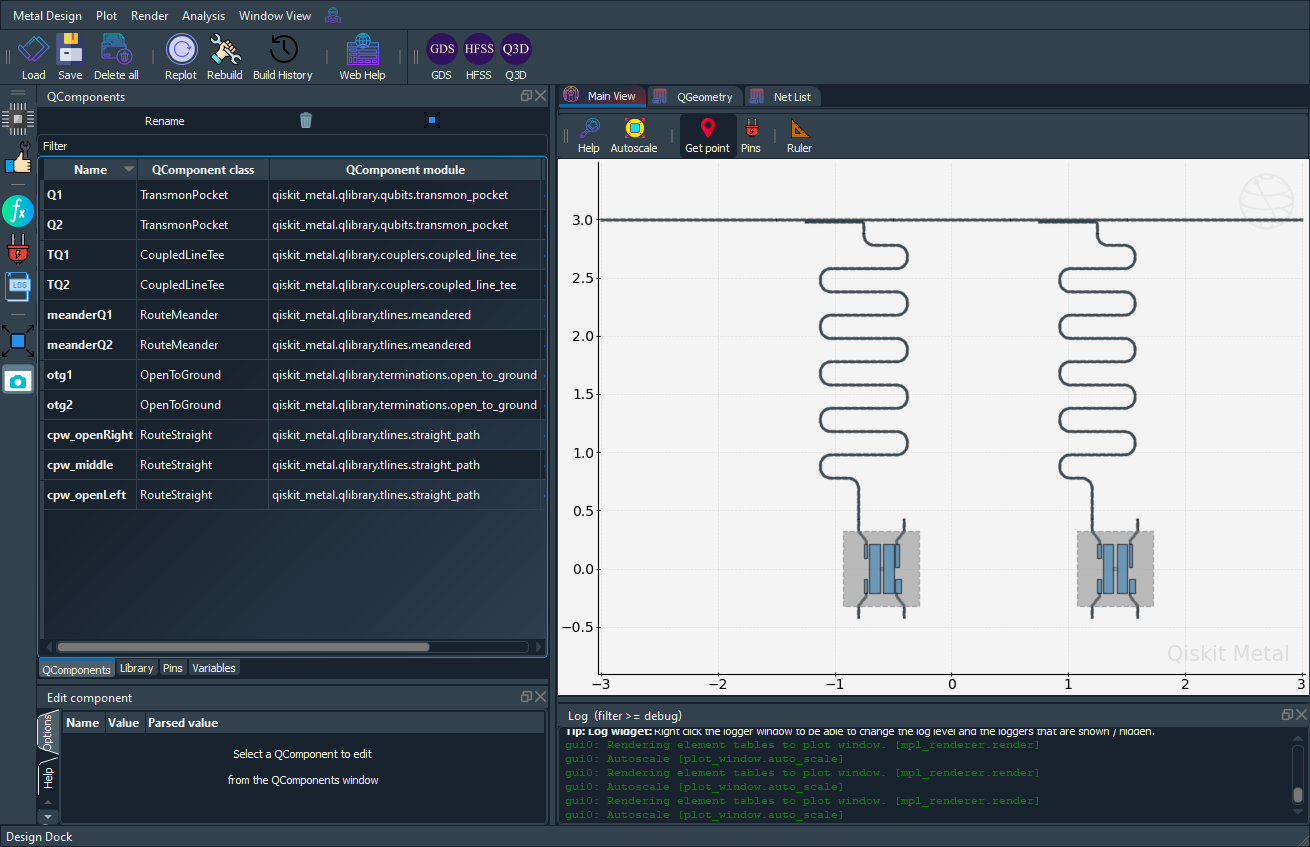 Metal Design Plot Render Analysis Window View
Load Save Delete all Replot Rebuild Build History Web Help GDS HFSS Q3D
GDS HFSS Q3D
QComponents
Rename
Filter
Name QComponent class QComponent module
Q1 TransmonPocket qiskit_metal.qlibrary.qubits.transmon_pocket
Q2 TransmonPocket qiskit_metal.qlibrary.qubits.transmon_pocket
TQ1 CoupledLineTee qiskit_metal.qlibrary.couplers.coupled_line_tee
TQ2 CoupledLineTee qiskit_metal.qlibrary.couplers.coupled_line_tee
meanderQ1 RouteMeander qiskit_metal.qlibrary.tlines.meandered
meanderQ2 RouteMeander qiskit_metal.qlibrary.tlines.meandered
otg1 OpenToGround qiskit_metal.qlibrary.terminations.open_to_ground
otg2 OpenToGround qiskit_metal.qlibrary.terminations.open_to_ground
cpw_openRight RouteStraight qiskit_metal.qlibrary.tlines.straight_path
cpw_middle RouteStraight qiskit_metal.qlibrary.tlines.straight_path
cpw_openLeft RouteStraight qiskit_metal.qlibrary.tlines.straight_path
LOG
QComponents Library Pins Variables
Edit component
Options
Help
Name Value Parsed value
Select a QComponent to edit
from the QComponents window
Main View QGeometry Net List
Help Autoscale Get point Pins Ruler
3.0
2.5
2.0
1.5
1.0
0.5
0.0
−0.5
−3 −2 −1 0 1 2 3
Qiskit Metal
Log (filter >= debug)
Tip: Log widget: Right click the logger window to be able to change the log level and the loggers that are shown / hidden.
gui0: Rendering element tables to plot window. [mpl_renderer.render]
gui0: Autoscale [plot_window.auto_scale]
gui0: Rendering element tables to plot window. [mpl_renderer.render]
gui0: Autoscale [plot_window.auto_scale]
gui0: Rendering element tables to plot window. [mpl_renderer.render]
gui0: Autoscale [plot_window.auto_scale]
Design Dock